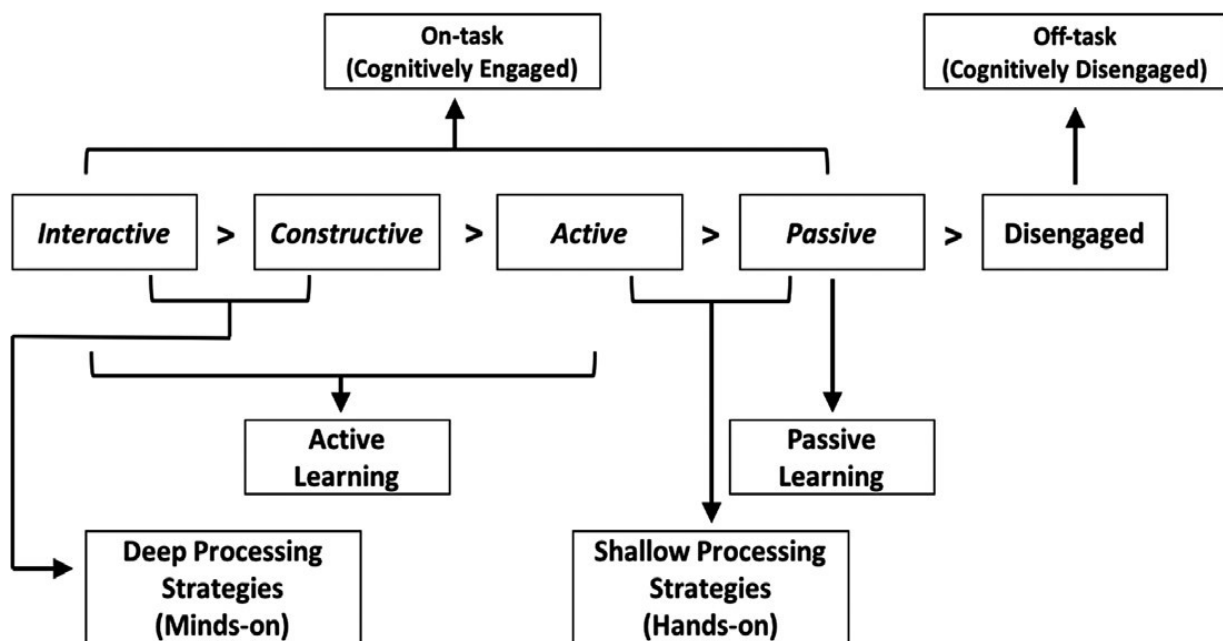 On-task
(Cognitively Engaged)
Off-task
(Cognitively Disengaged)
Interactive > Constructive > Active > Passive > Disengaged
Active
Learning
Passive
Learning
Deep Processing
Strategies
(Minds-on)
Shallow Processing
Strategies
(Hands-on)